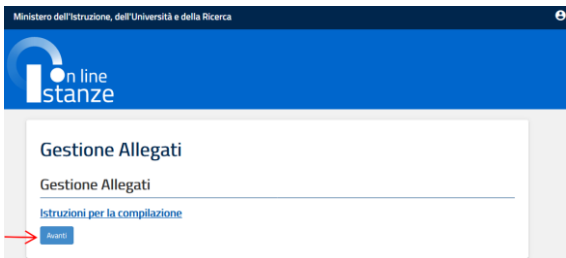 Ministero dell'Istruzione, dell'Università e della Ricerca
On line
Istanze
Gestione Allegati
Gestione Allegati
Istruzioni per la compilazione
Avanti